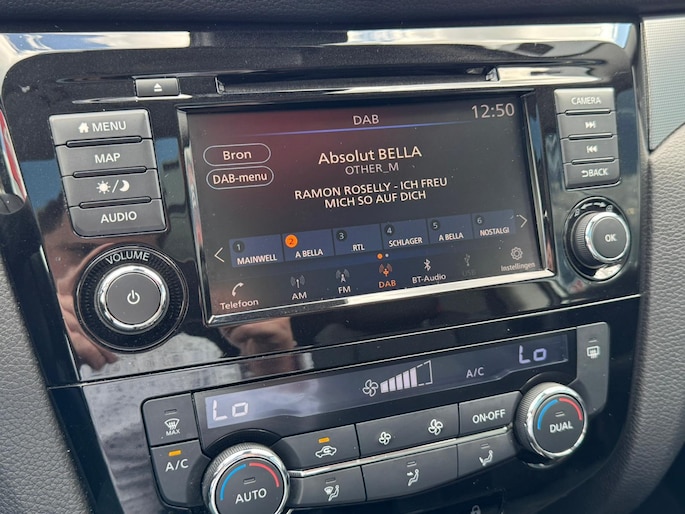 MENU
MAP
AUDIO
VOLUME
DAB
12:50
Bron
DAB-menu
Absolut BELLA
OTHER_M
RAMON ROSELLY - ICH FREU
MICH SO AUF DICH
1 MAINWELL
2 A BELLA
3 RTL
4 SCHLAGER
5 A BELLA
6 NOSTALGI
Telefoon
AM
FM
DAB
BT-Audio
USB
Instellingen
CAMERA
BACK
OK
Lo
A/C
Lo
MAX
A/C
AUTO
ON·OFF
DUAL